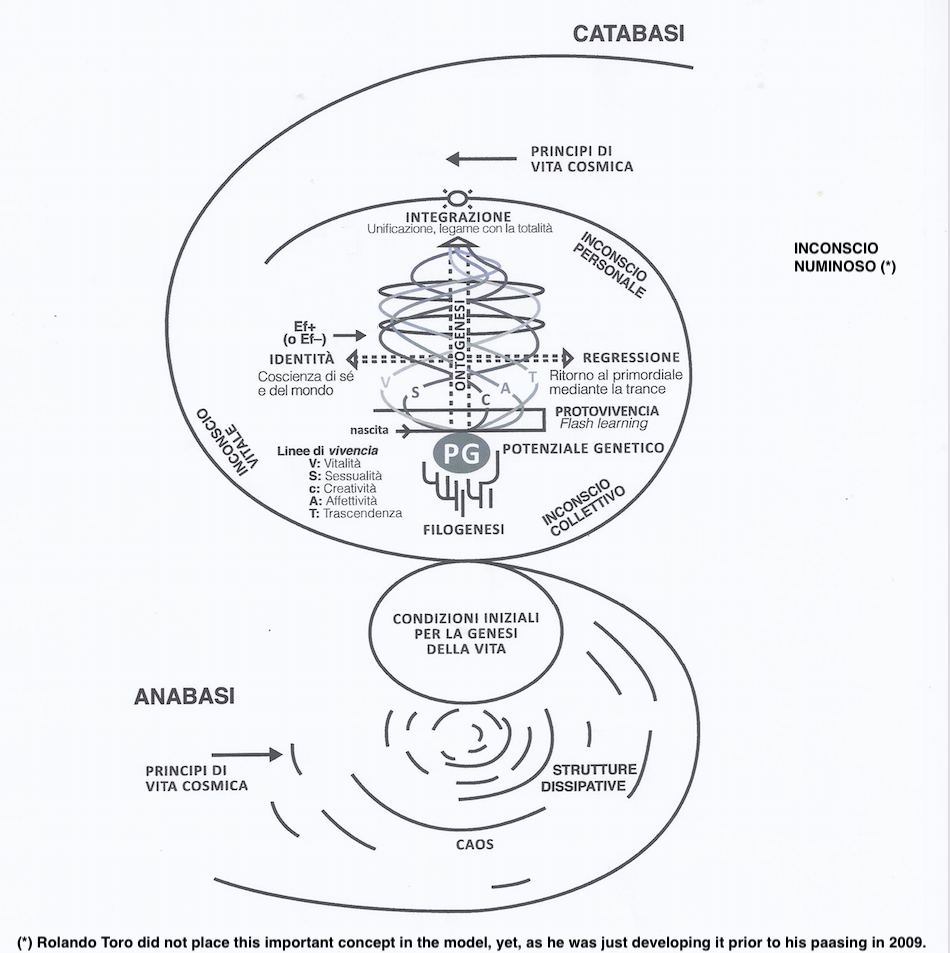 CATABASI
PRINCIPI DI
VITA COSMICA
INTEGRAZIONE
Unificazione, legame con la totalità
INCONSCIO
PERSONALE
INCONSCIO
NUMINOSO (*)
ONTOGENESI
Ef+
(o Ef–)
IDENTITÀ
Coscienza di sé
e del mondo
REGRESSIONE
Ritorno al primordiale
mediante la trance
V
S
C
A
T
PROTOVIVENCIA
Flash learning
nascita
PG
POTENZIALE GENETICO
INCONSCIO
VITALE
Linee di vivencia
V: Vitalità
S: Sessualità
c: Creatività
A: Affettività
T: Trascendenza
FILOGENESI
INCONSCIO
COLLETTIVO
CONDIZIONI INIZIALI
PER LA GENESI
DELLA VITA
ANABASI
PRINCIPI DI
VITA COSMICA
STRUTTURE
DISSIPATIVE
CAOS
(*) Rolando Toro did not place this important concept in the model, yet, as he was just developing it prior to his paasing in 2009.